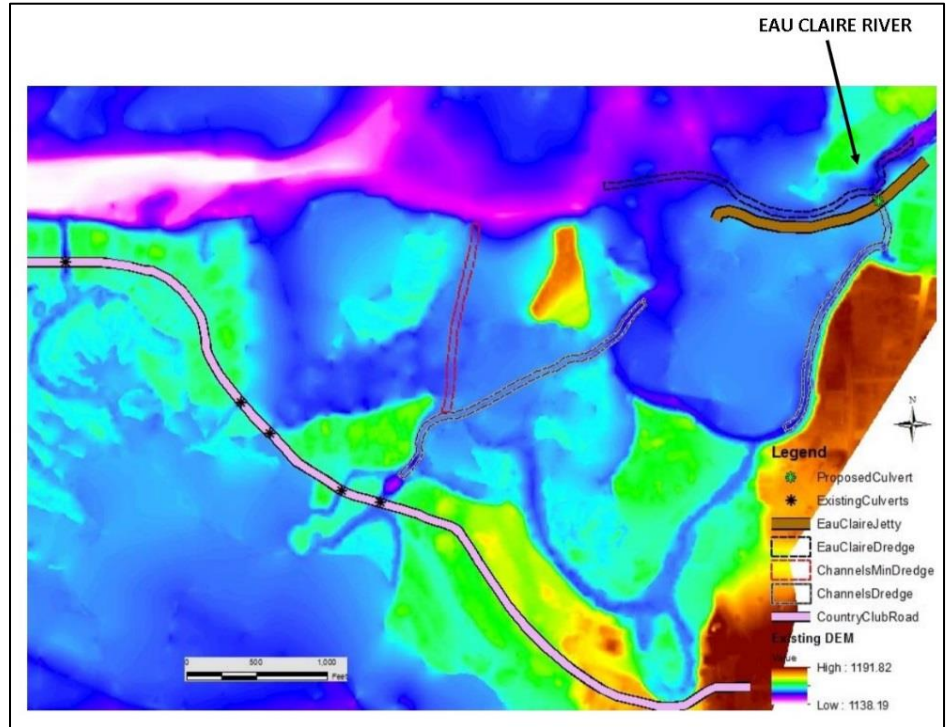 EAU CLAIRE RIVER
N
Legend
ProposedCulvert
ExistingCulverts
EauClaireJetty
EauClaireDredge
ChannelsMinDredge
ChannelsDredge
CountryClubRoad
Existing DEM
Value
High : 1191.82
Low : 1138.19
0 500 1,000
Feet